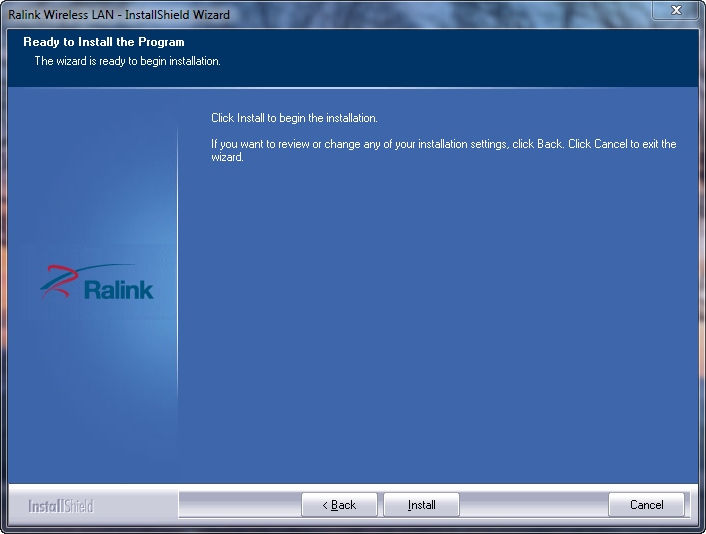 Ralink Wireless LAN - InstallShield Wizard
Ready to Install the Program
The wizard is ready to begin installation.
Click Install to begin the installation.
If you want to review or change any of your installation settings, click Back. Click Cancel to exit the
wizard.
Ralink
InstallShield
< Back
Install
Cancel